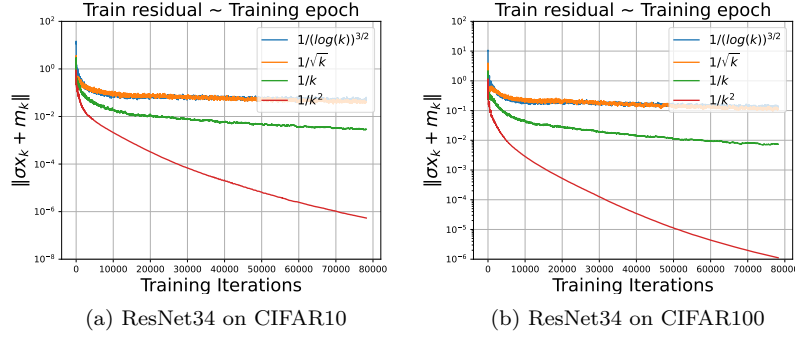 Train residual ~ Training epoch
10^2
10^0
10^-2
10^-4
10^-6
10^-8
‖σx_k + m_k‖
1/(log(k))^3/2
1/√k
1/k
1/k^2
0 10000 20000 30000 40000 50000 60000 70000 80000
Training Iterations
(a) ResNet34 on CIFAR10
Train residual ~ Training epoch
10^2
10^1
10^0
10^-1
10^-2
10^-3
10^-4
10^-5
10^-6
‖σx_k + m_k‖
1/(log(k))^3/2
1/√k
1/k
1/k^2
0 10000 20000 30000 40000 50000 60000 70000 80000
Training Iterations
(b) ResNet34 on CIFAR100